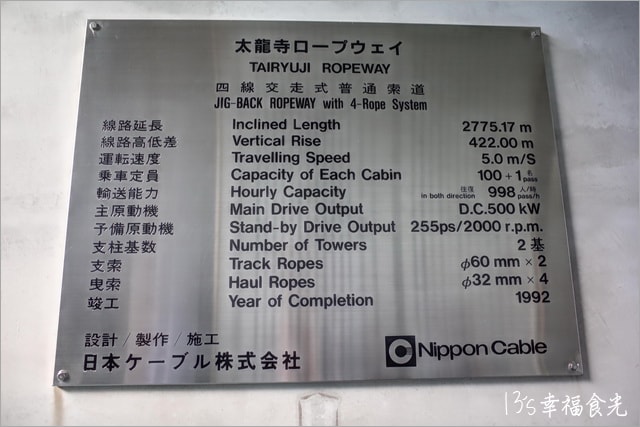 太龍寺ロープウェイ
TAIRYUJI ROPEWAY
四線交走式普通索道
JIG-BACK ROPEWAY with 4-Rope System
線路延長 Inclined Length 2775.17 m
線路高低差 Vertical Rise 422.00 m
運転速度 Travelling Speed 5.0 m/S
乗車定員 Capacity of Each Cabin 100+1 名 pass
輸送能力 Hourly Capacity 往復 in both direction 998 人/時 pass/h
主原動機 Main Drive Output D.C.500 kW
予備原動機 Stand-by Drive Output 255ps/2000 r.p.m.
支柱基数 Number of Towers 2 基
支索 Track Ropes φ60 mm × 2
曳索 Haul Ropes φ32 mm × 4
竣工 Year of Completion 1992
設計/製作/施工
日本ケーブル株式会社 Nippon Cable
13's幸福食光